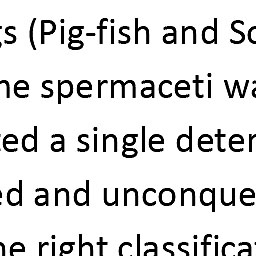 gs (Pig-fish and So
he spermaceti wa
ted a single deter
ed and unconque
he right classificat